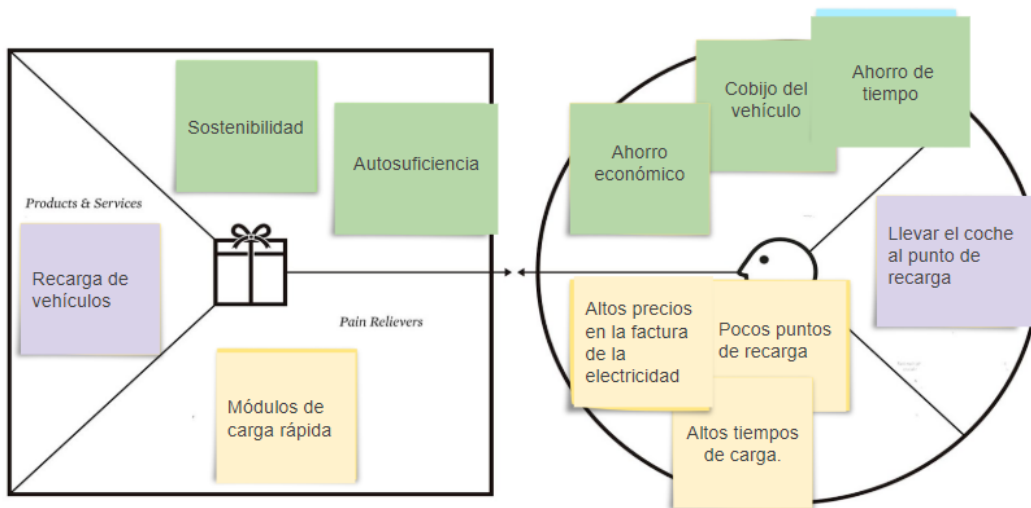 Sostenibilidad
Autosuficiencia
Products & Services
Recarga de
vehículos
Pain Relievers
Módulos de
carga rápida
Ahorro de
tiempo
Cobijo del
vehículo
Ahorro
económico
Llevar el coche
al punto de
recarga
Altos precios
en la factura
de la
electricidad
Pocos puntos
de recarga
Altos tiempos
de carga.